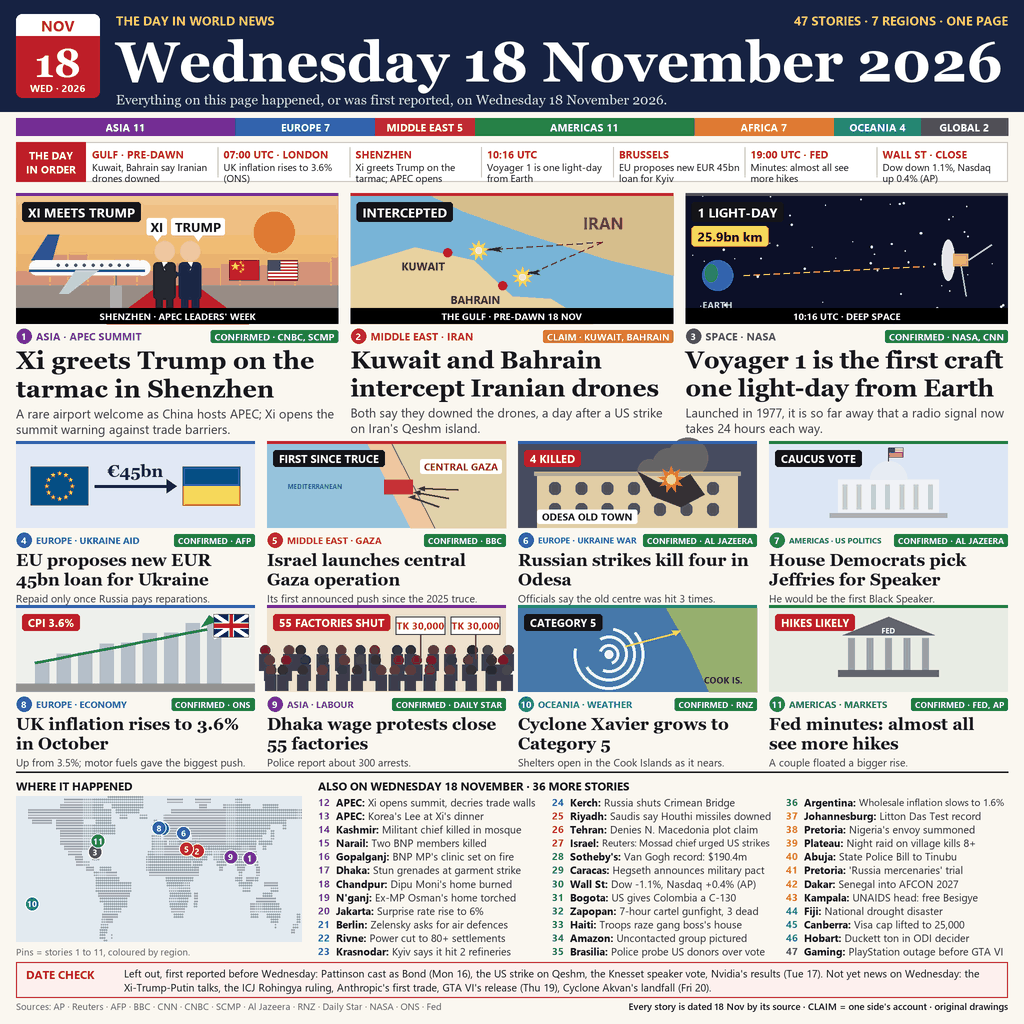 NOV
18
WED · 2026
THE DAY IN WORLD NEWS
47 STORIES · 7 REGIONS · ONE PAGE
Wednesday 18 November 2026
Everything on this page happened, or was first reported, on Wednesday 18 November 2026.
ASIA 11
EUROPE 7
MIDDLE EAST 5
AMERICAS 11
AFRICA 7
OCEANIA 4
GLOBAL 2
THE DAY
IN ORDER
GULF · PRE-DAWN
Kuwait, Bahrain say Iranian
drones downed
07:00 UTC · LONDON
UK inflation rises to 3.6%
(ONS)
SHENZHEN
Xi greets Trump on the
tarmac; APEC opens
10:16 UTC
Voyager 1 is one light-day
from Earth
BRUSSELS
EU proposes new EUR 45bn
loan for Kyiv
19:00 UTC · FED
Minutes: almost all see
more hikes
WALL ST · CLOSE
Dow down 1.1%, Nasdaq
up 0.4% (AP)
XI MEETS TRUMP
XI
TRUMP
SHENZHEN · APEC LEADERS' WEEK
1 ASIA · APEC SUMMIT
CONFIRMED · CNBC, SCMP
Xi greets Trump on the
tarmac in Shenzhen
A rare airport welcome as China hosts APEC; Xi opens the
summit warning against trade barriers.
INTERCEPTED
IRAN
KUWAIT
BAHRAIN
THE GULF · PRE-DAWN 18 NOV
2 MIDDLE EAST · IRAN
CLAIM · KUWAIT, BAHRAIN
Kuwait and Bahrain
intercept Iranian drones
Both say they downed the drones, a day after a US strike
on Iran's Qeshm island.
1 LIGHT-DAY
25.9bn km
EARTH
10:16 UTC · DEEP SPACE
3 SPACE · NASA
CONFIRMED · NASA, CNN
Voyager 1 is the first craft
one light-day from Earth
Launched in 1977, it is so far away that a radio signal now
takes 24 hours each way.
€45bn
4 EUROPE · UKRAINE AID
CONFIRMED · AFP
EU proposes new EUR
45bn loan for Ukraine
Repaid only once Russia pays reparations.
FIRST SINCE TRUCE
CENTRAL GAZA
MEDITERRANEAN
5 MIDDLE EAST · GAZA
CONFIRMED · BBC
Israel launches central
Gaza operation
Its first announced push since the 2025 truce.
4 KILLED
ODESA OLD TOWN
6 EUROPE · UKRAINE WAR
CONFIRMED · AL JAZEERA
Russian strikes kill four in
Odesa
Officials say the old centre was hit 3 times.
CAUCUS VOTE
7 AMERICAS · US POLITICS
CONFIRMED · AL JAZEERA
House Democrats pick
Jeffries for Speaker
He would be the first Black Speaker.
CPI 3.6%
8 EUROPE · ECONOMY
CONFIRMED · ONS
UK inflation rises to 3.6%
in October
Up from 3.5%; motor fuels gave the biggest push.
55 FACTORIES SHUT
TK 30,000
TK 30,000
9 ASIA · LABOUR
CONFIRMED · DAILY STAR
Dhaka wage protests close
55 factories
Police report about 300 arrests.
CATEGORY 5
COOK IS.
10 OCEANIA · WEATHER
CONFIRMED · RNZ
Cyclone Xavier grows to
Category 5
Shelters open in the Cook Islands as it nears.
HIKES LIKELY
FED
11 AMERICAS · MARKETS
CONFIRMED · FED, AP
Fed minutes: almost all
see more hikes
A couple floated a bigger rise.
WHERE IT HAPPENED
8
6
11
3
5
2
9
1
10
Pins = stories 1 to 11, coloured by region.
ALSO ON WEDNESDAY 18 NOVEMBER · 36 MORE STORIES
12 APEC: Xi opens summit, decries trade walls
13 APEC: Korea's Lee at Xi's dinner
14 Kashmir: Militant chief killed in mosque
15 Narail: Two BNP members killed
16 Gopalganj: BNP MP's clinic set on fire
17 Dhaka: Stun grenades at garment strike
18 Chandpur: Dipu Moni's home burned
19 N'ganj: Ex-MP Osman's home torched
20 Jakarta: Surprise rate rise to 6%
21 Berlin: Zelensky asks for air defences
22 Rivne: Power cut to 80+ settlements
23 Krasnodar: Kyiv says it hit 2 refineries
24 Kerch: Russia shuts Crimean Bridge
25 Riyadh: Saudis say Houthi missiles downed
26 Tehran: Denies N. Macedonia plot claim
27 Israel: Reuters: Mossad chief urged US strikes
28 Sotheby's: Van Gogh record: $190.4m
29 Caracas: Hegseth announces military pact
30 Wall St: Dow -1.1%, Nasdaq +0.4% (AP)
31 Bogota: US gives Colombia a C-130
32 Zapopan: 7-hour cartel gunfight, 3 dead
33 Haiti: Troops raze gang boss's house
34 Amazon: Uncontacted group pictured
35 Brasilia: Police probe US donors over vote
36 Argentina: Wholesale inflation slows to 1.6%
37 Johannesburg: Litton Das Test record
38 Pretoria: Nigeria's envoy summoned
39 Plateau: Night raid on village kills 8+
40 Abuja: State Police Bill to Tinubu
41 Pretoria: 'Russia mercenaries' trial
42 Dakar: Senegal into AFCON 2027
43 Kampala: UNAIDS head: free Besigye
44 Fiji: National drought disaster
45 Canberra: Visa cap lifted to 25,000
46 Hobart: Duckett ton in ODI decider
47 Gaming: PlayStation outage before GTA VI
DATE CHECK
Left out, first reported before Wednesday: Pattinson cast as Bond (Mon 16), the US strike on Qeshm, the Knesset speaker vote, Nvidia's results (Tue 17). Not yet news on Wednesday: the
Xi-Trump-Putin talks, the ICJ Rohingya ruling, Anthropic's first trade, GTA VI's release (Thu 19), Cyclone Akvan's landfall (Fri 20).
Sources: AP · Reuters · AFP · BBC · CNN · CNBC · SCMP · Al Jazeera · RNZ · Daily Star · NASA · ONS · Fed
Every story is dated 18 Nov by its source · CLAIM = one side's account · original drawings